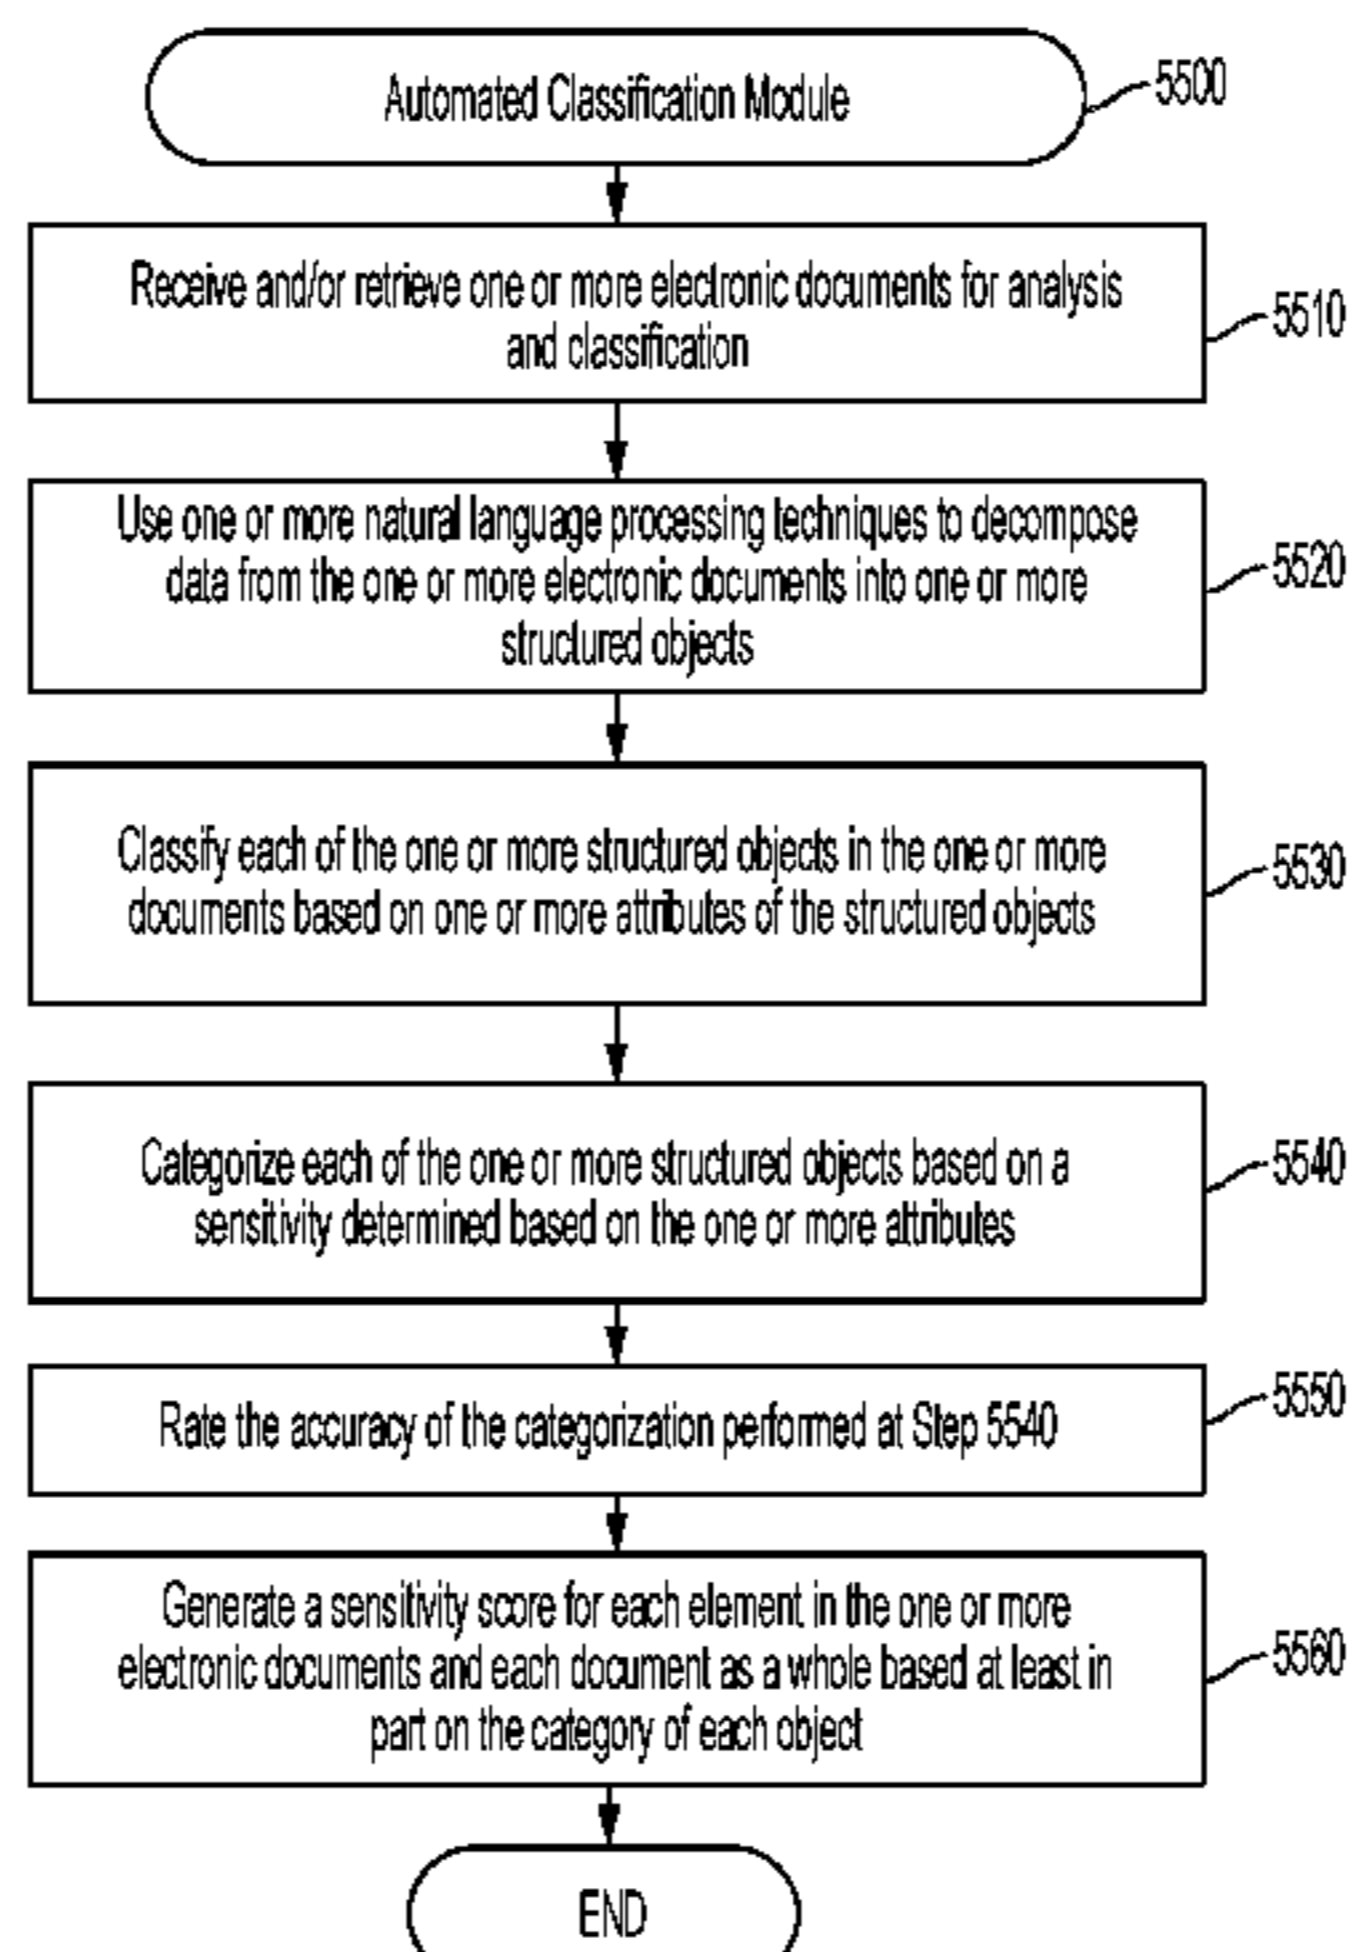 Automated Classification Module
5500
Receive and/or retrieve one or more electronic documents for analysis
and classification
5510
Use one or more natural language processing techniques to decompose
data from the one or more electronic documents into one or more
structured objects
5520
Classify each of the one or more structured objects in the one or more
documents based on one or more attributes of the structured objects
5530
Categorize each of the one or more structured objects based on a
sensitivity determined based on the one or more attributes
5540
Rate the accuracy of the categorization performed at Step 5540
5550
Generate a sensitivity score for each element in the one or more
electronic documents and each document as a whole based at least in
part on the category of each object
5560
END